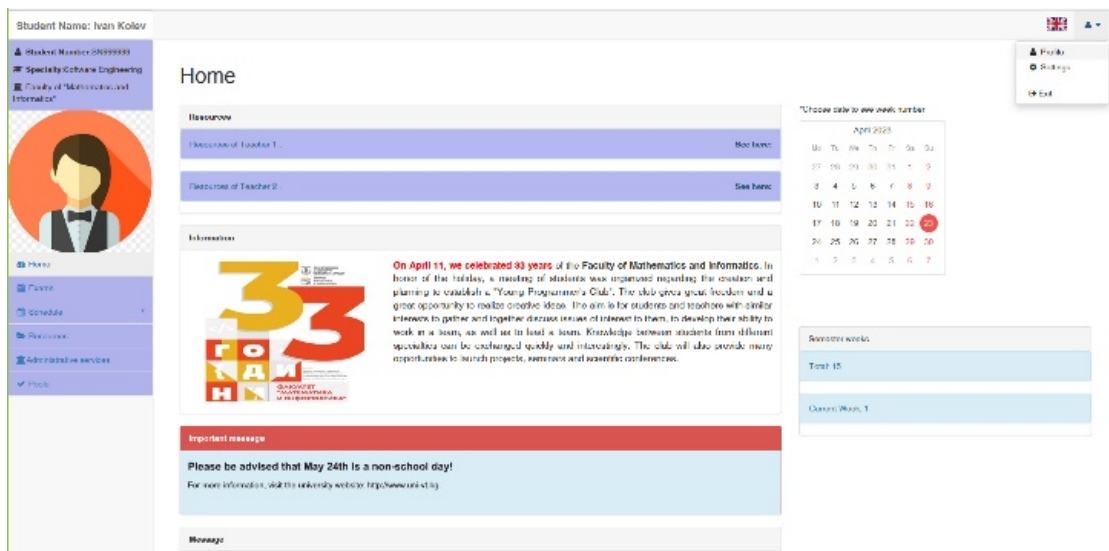 Student Name: Ivan Kolev
Student Number:SN999999
Specialty:Software Engineering
Faculty of "Mathematics and
Informatics"
Home
Exams
Schedule
Resources
Administrative services
Home
Resources
Resources of Teacher 1 .
See here:
Resources of Teacher 2 .
See here:
Information
33
ГО
ДИ
НИ
ФАКУЛТЕТ
"МАТЕМАТИКА
И ИНФОРМАТИКА"
On April 11, we celebrated 33 years of the Faculty of Mathematics and Informatics. In
honor of the holiday, a meeting of students was organized regarding the creation and
planning to establish a "Young Programmer's Club". The club gives great freedom and a
great opportunity to realize creative ideas. The aim is for students and teachers with similar
interests to gather and together discuss issues of interest to them, to develop their ability to
work in a team, as well as to lead a team. Knowledge between students from different
specialties can be exchanged quickly and interestingly. The club will also provide many
opportunities to launch projects, seminars and scientific conferences.
Important message
Please be advised that May 24th is a non-school day!
For more information, visit the university website: http://www.uni-vt.bg
Message
Profile
Settings
Exit
*Choose date to see week number
April 2023
Mo Tu We Th Fr Sa Su
27 28 29 30 31 1 2
3 4 5 6 7 8 9
10 11 12 13 14 15 16
17 18 19 20 21 22 23
24 25 26 27 28 29 30
1 2 3 4 5 6 7
Semester weeks
Total: 15
Current Week: 1